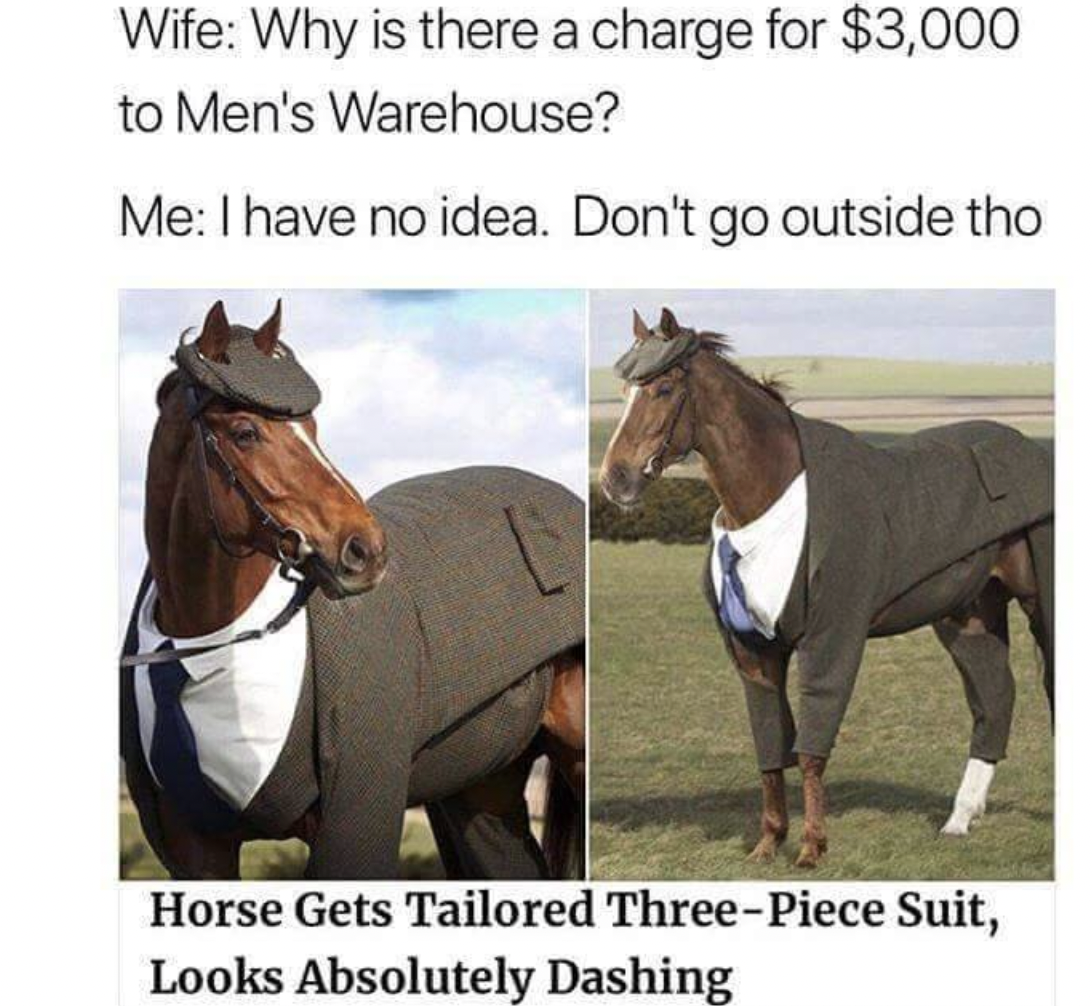 Wife: Why is there a charge for $3,000
to Men's Warehouse?
Me: I have no idea.  Don't go outside tho
Horse Gets Tailored Three-Piece Suit,
Looks Absolutely Dashing